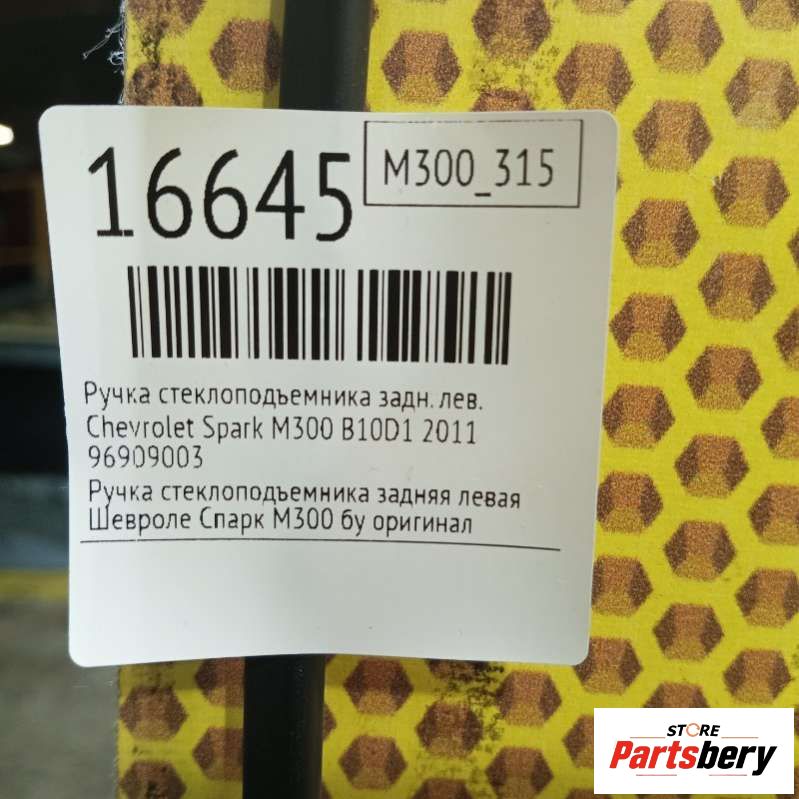 16645
M300_315
Ручка стеклоподъемника задн. лев.
Chevrolet Spark M300 B10D1 2011
96909003
Ручка стеклоподъемника задняя левая
Шевроле Спарк М300 бу оригинал
STORE
Partsbery